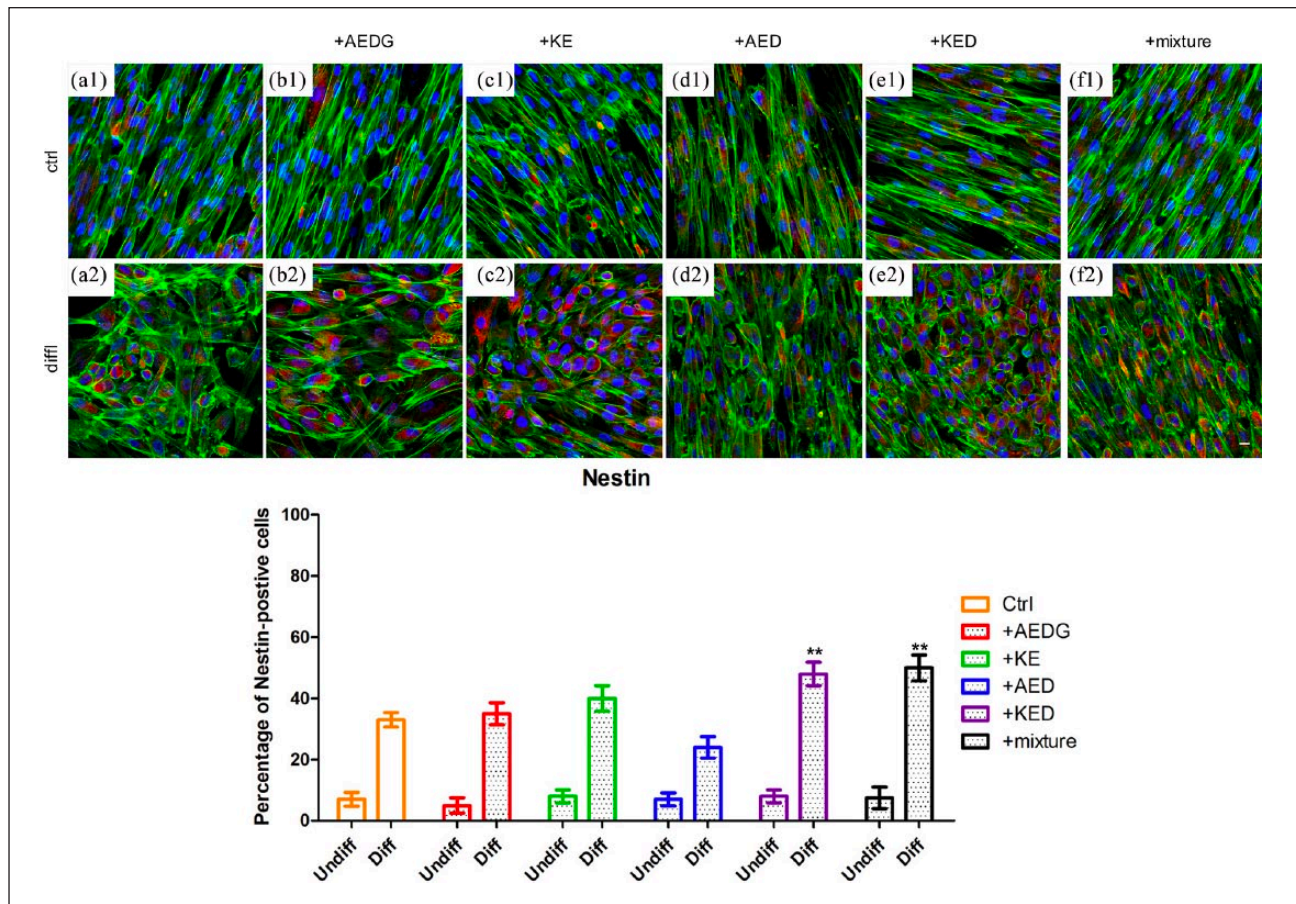 +AEDG +KE +AED +KED +mixture
(a1) (b1) (c1) (d1) (e1) (f1)
ctrl
(a2) (b2) (c2) (d2) (e2) (f2)
diffl
Nestin
Percentage of Nestin-postive cells
100
80
60
40
20
0
** **
Undiff Diff Undiff Diff Undiff Diff Undiff Diff Undiff Diff Undiff Diff
Ctrl
+AEDG
+KE
+AED
+KED
+mixture